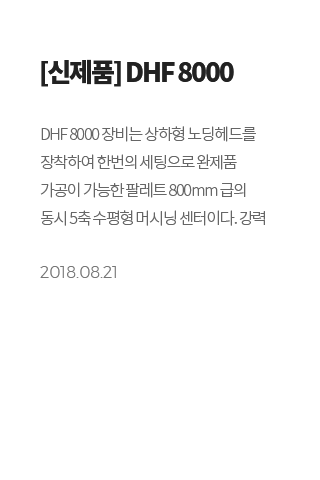 [신제품] DHF 8000
DHF 8000 장비는 상하형 노딩헤드를
장착하여 한번의 세팅으로 완제품
가공이 가능한 팔레트 800mm 급의
동시 5축 수평형 머시닝 센터이다. 강력
2018.08.21